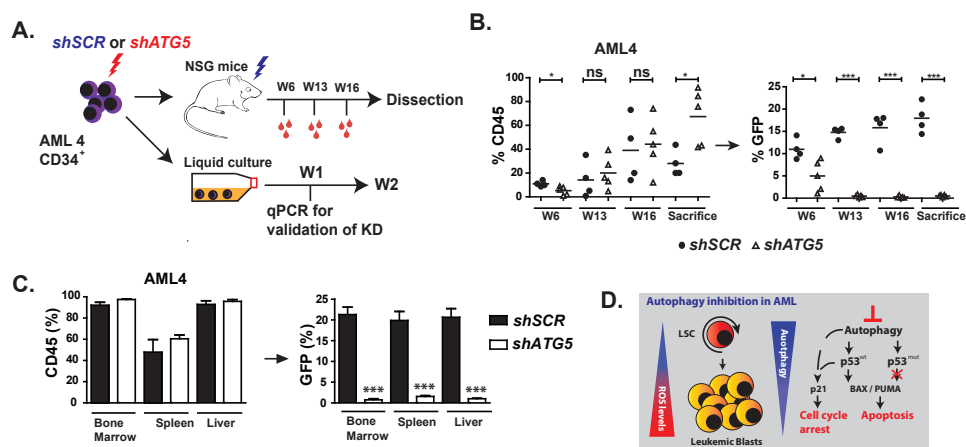 A.
shSCR or shATG5
NSG mice
W6 W13 W16
Dissection
AML 4
CD34+
Liquid culture
W1
W2
qPCR for
validation of KD
B.
AML4
% CD45
100
80
60
40
20
0
* ns ns *
W6 W13 W16 Sacrifice
% GFP
30
20
10
0
* *** *** ***
W6 W13 W16 Sacrifice
shSCR shATG5
C.
AML4
CD45 (%)
100
80
60
40
20
0
Bone
Marrow
Spleen
Liver
GFP (%)
25
20
15
10
5
0
*** *** ***
Bone
Marrow
Spleen
Liver
shSCR
shATG5
D.
Autophagy inhibition in AML
LSC
ROS levels
Leukemic Blasts
Auotphagy
Autophagy
p53wt p53mut
p21
BAX / PUMA
Cell cycle
arrest
Apoptosis